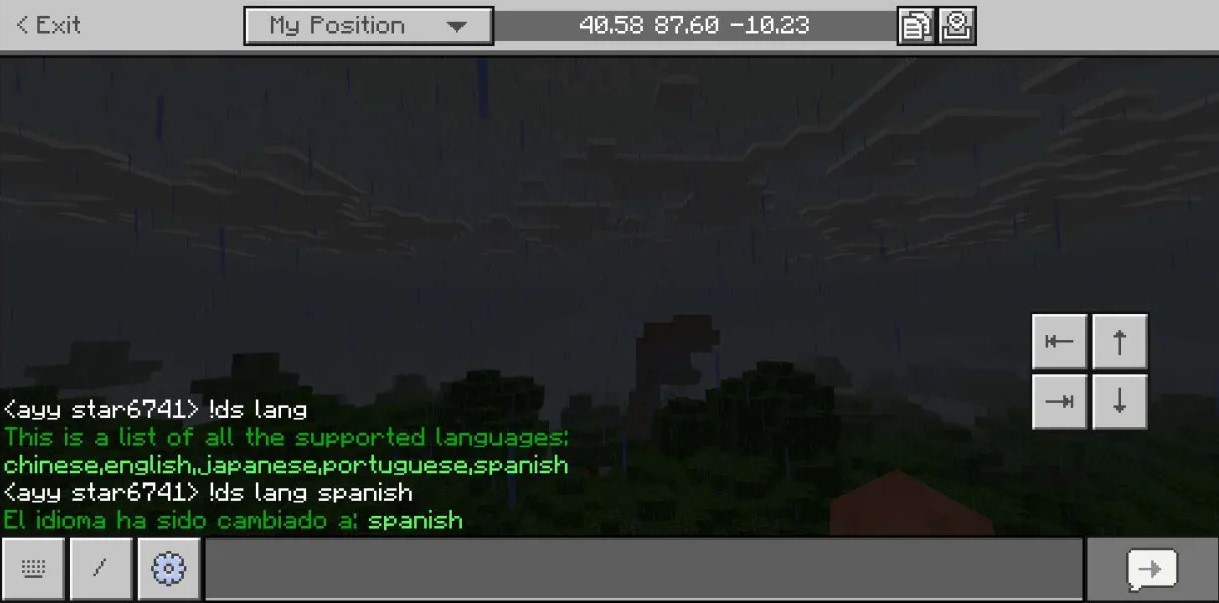 < Exit
My Position
40.58 87.60 -10.23
<ayy star6741> !ds lang
This is a list of all the supported languages:
chinese,english,japanese,portuguese,spanish
<ayy star6741> !ds lang spanish
El idioma ha sido cambiado a: spanish
/